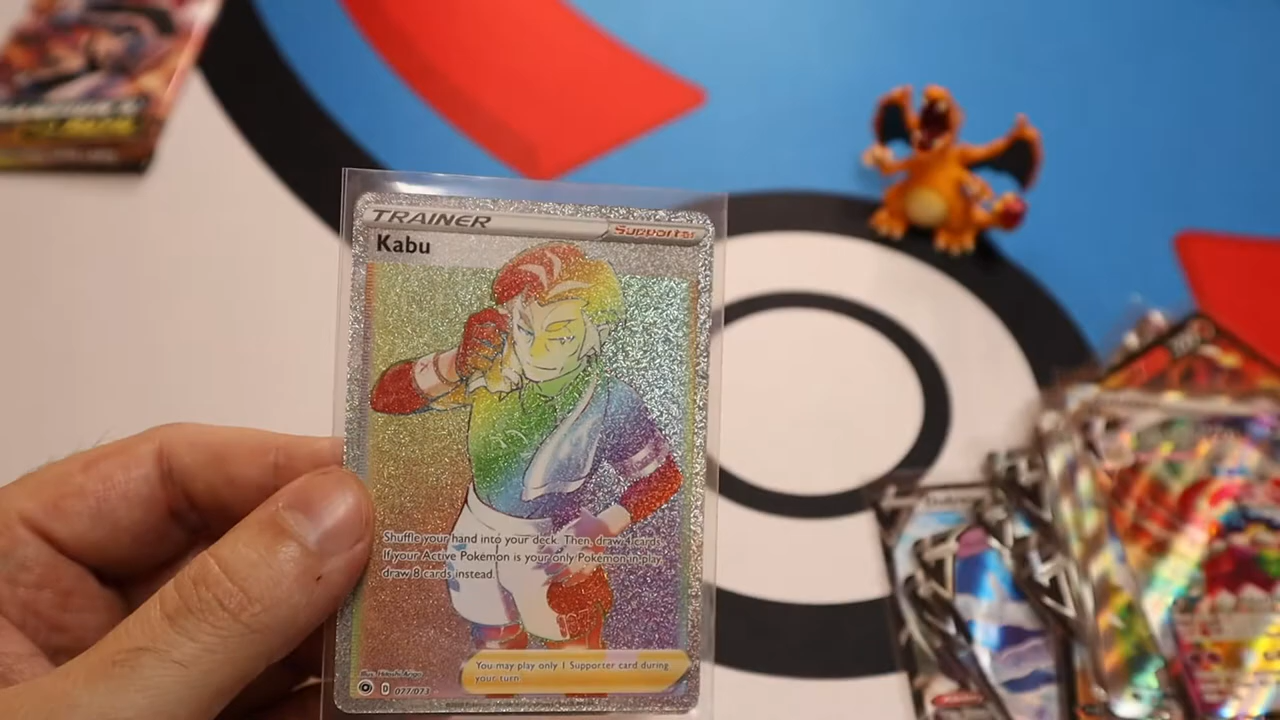 TRAINER
Supporter
Kabu
Shuffle your hand into your deck. Then, draw 4 cards.
If your Active Pokémon is your only Pokémon in play
draw 8 cards instead.
You may play only 1 Supporter card during
your turn
D 077/073